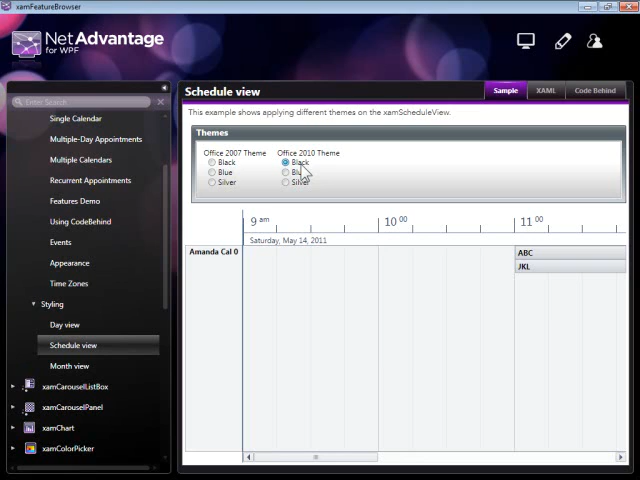 xamFeatureBrowser
NetAdvantage
for WPF
Enter Search
Single Calendar
Multiple-Day Appointments
Multiple Calendars
Recurrent Appointments
Features Demo
Using CodeBehind
Events
Appearance
Time Zones
Styling
Day view
Schedule view
Month view
xamCarouselListBox
xamCarouselPanel
xamChart
xamColorPicker
Schedule view
Sample
XAML
Code Behind
This example shows applying different themes on the xamScheduleView.
Themes
Office 2007 Theme
Office 2010 Theme
Black
Black
Blue
Blue
Silver
Silver
9 am
10 00
11 00
Saturday, May 14, 2011
Amanda Cal 0
ABC
JKL